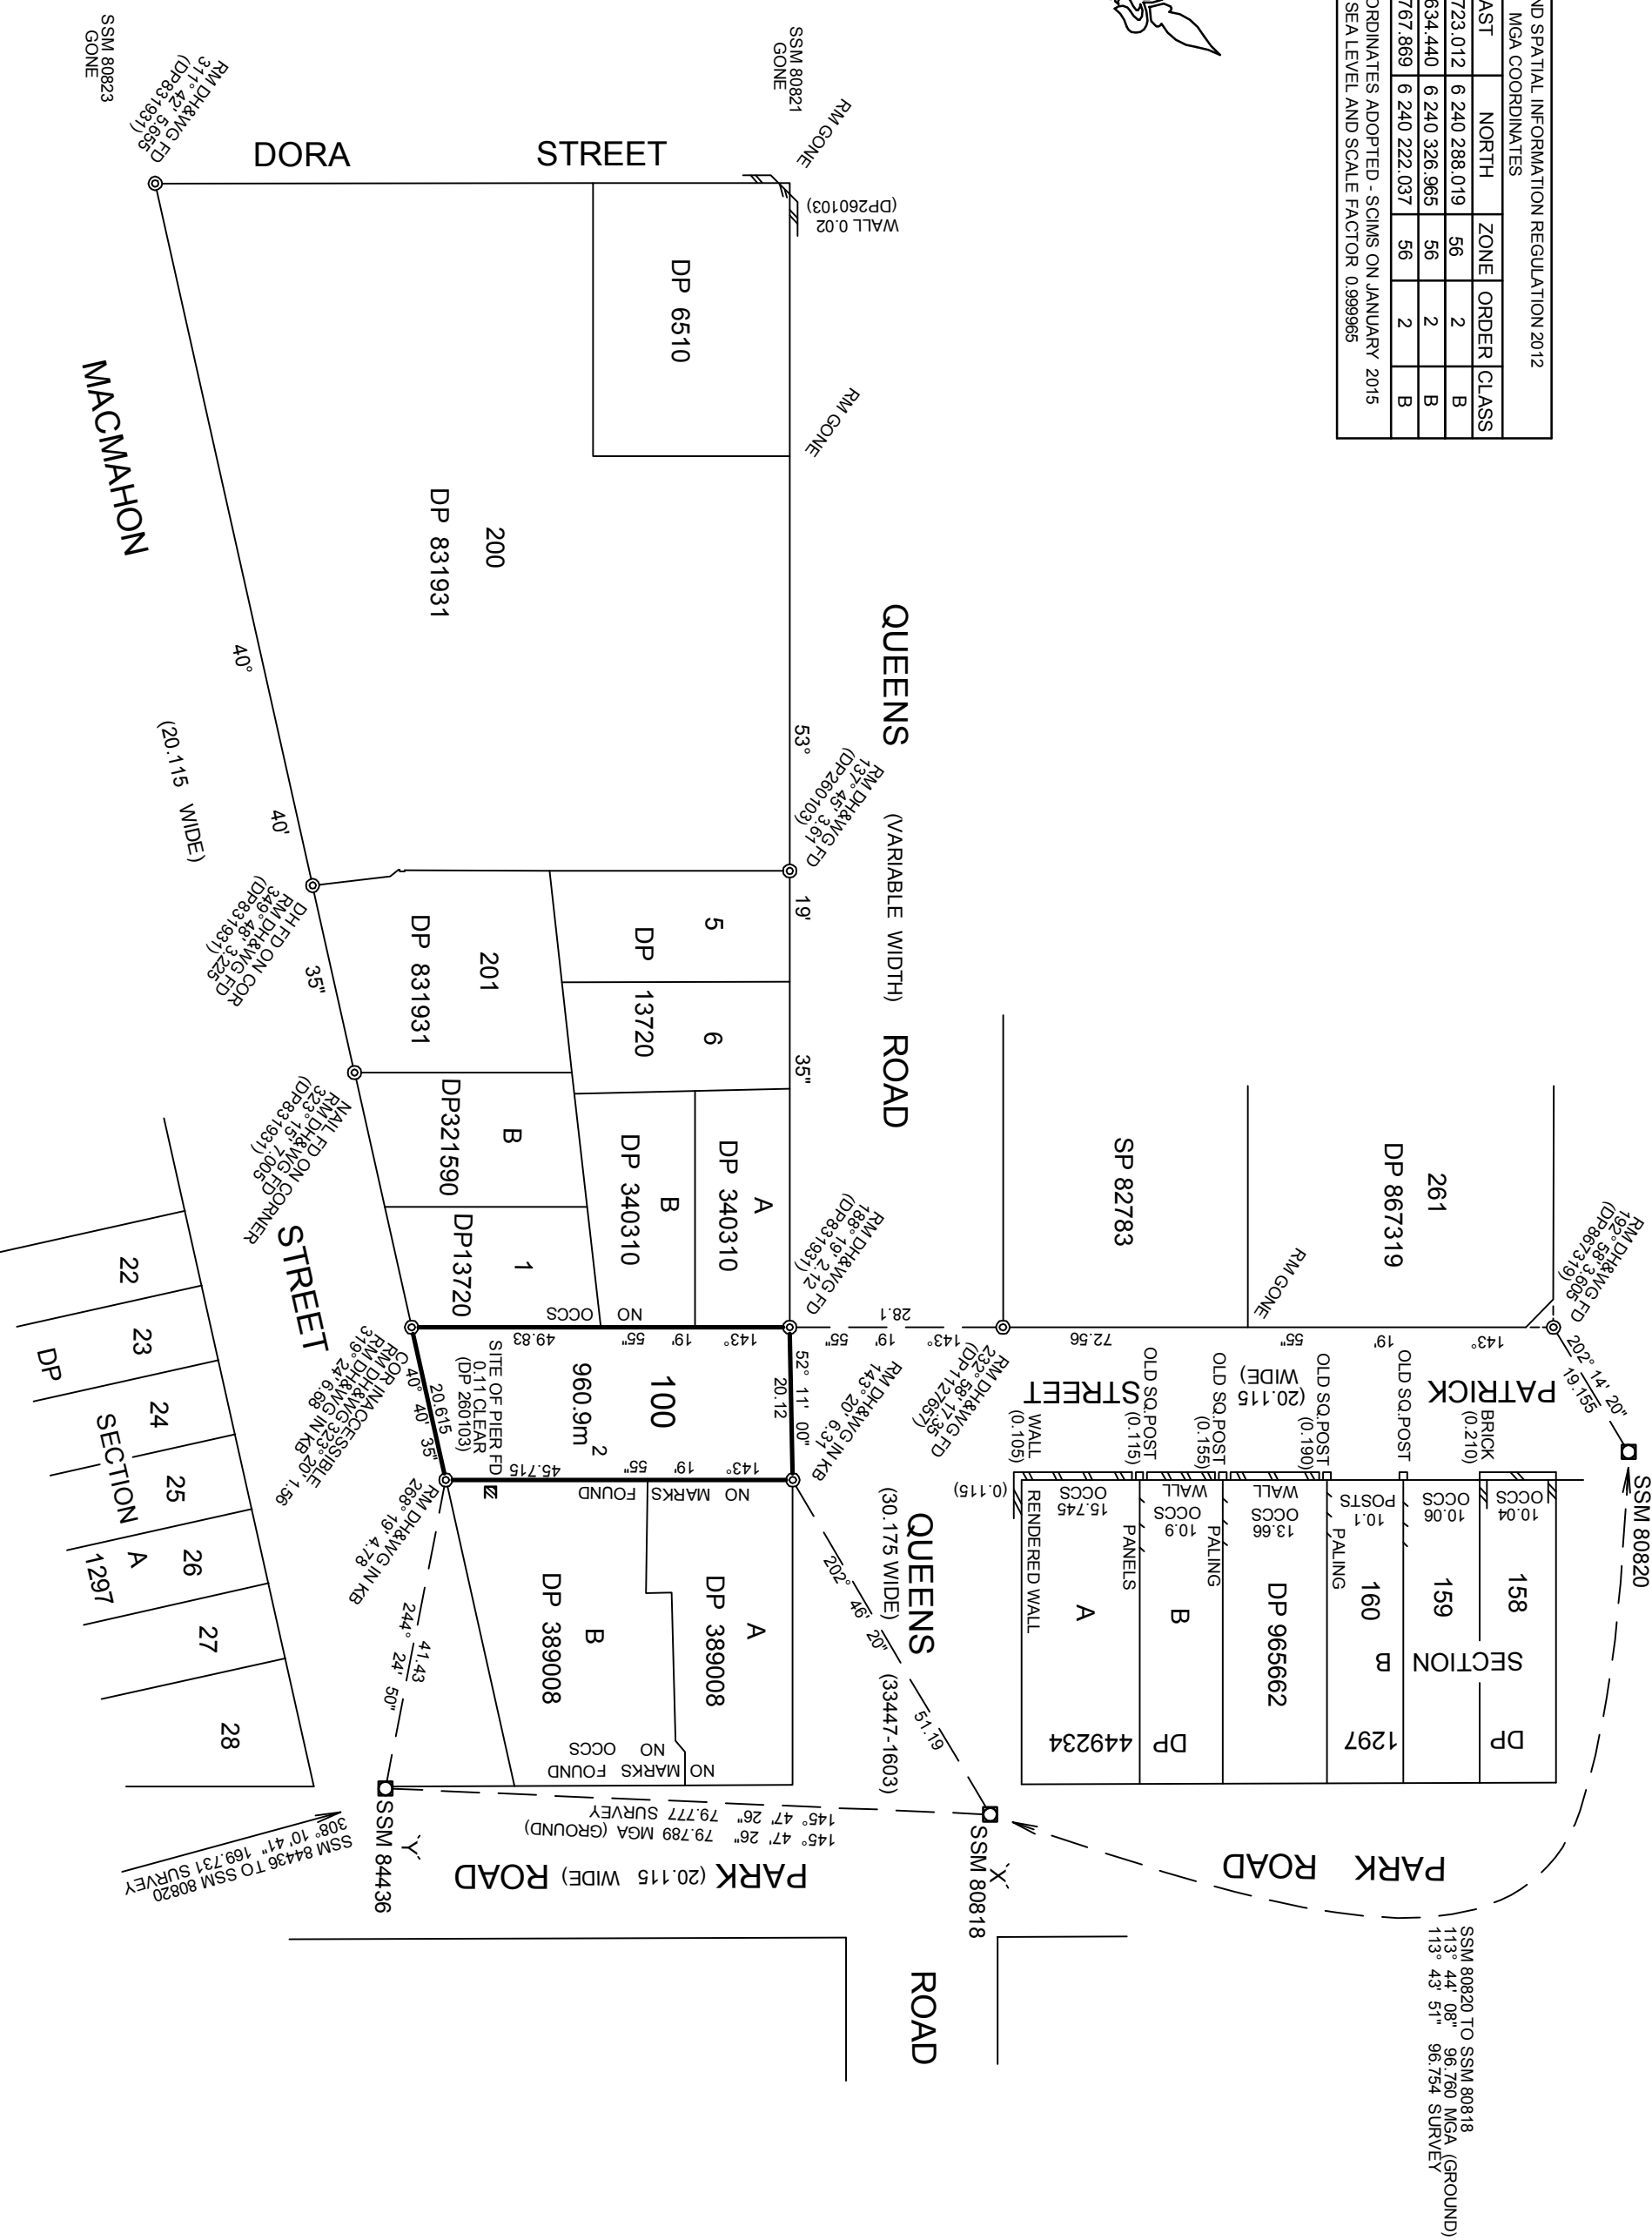 ND SPATIAL INFORMATION REGULATION 2012
MGA COORDINATES
AST NORTH ZONE ORDER CLASS
723.012 6 240 288.019 56 2 B
634.440 6 240 326.965 56 2 B
767.869 6 240 222.037 56 2 B
ORDINATES ADOPTED - SCIMS ON JANUARY 2015
SEA LEVEL AND SCALE FACTOR 0.999965
SSM 80823
GONE
RM DH&WG FD
311° 42' 5.655
(DP831931)
SSM 80821
GONE
RM GONE
DORA STREET
WALL 0.02
(DP260103)
DP 6510
RM GONE
200
DP 831931
MACMAHON
40° 40' 35"
(20.115 WIDE)
STREET
QUEENS (VARIABLE WIDTH) ROAD
53° 19' 35"
RM DH&WG FD
137° 45' 3.61
(DP260103)
DH FD ON COR
RM DH&WG FD
349° 48' 3.225
(DP831931)
NAIL FD ON CORNER
RM DH&WG FD
323° 15' 7.005
(DP831931)
5
6
DP 13720
201
DP 831931
B
DP321590
1
DP13720
A
DP 340310
B
DP 340310
RM DH&WG FD
188° 19' 2.12
(DP831931)
NO OCCS
143° 19' 55" 49.83
143° 19' 55" 28.1
52° 11' 00"
20.12
100
960.9m2
SITE OF PIER FD
0.11 CLEAR
(DP 260103)
20.615
40° 40' 35"
143° 19' 55" 45.715
COR INACCESSIBLE
RM DH&WG 323°20' 1.56
RM DH&WG IN KB
319° 24' 6.68
RM DH&WG IN KB
268° 19' 4.78
RM DH&WG IN KB
143° 20' 6.31
RM DH&WG FD
232° 58' 17.35
(DP1127657)
NO MARKS FOUND
A
DP 389008
B
DP 389008
NO OCCS
NO MARKS FOUND
41.43
244° 24' 50"
202° 46' 20" 51.19
QUEENS
(30.175 WIDE) (33447-1603)
ROAD
SP 82783
261
DP 867319
RM GONE
143° 19' 55" 72.56
RM DH&WG FD
192° 58' 3.605
(DP867319)
202° 14' 20"
19.155
SSM 80820
PATRICK
(20.115
WIDE)
STREET
BRICK
(0.210)
OLD SQ.POST
OLD SQ.POST
(0.190)
OLD SQ.POST
(0.155)
OLD SQ.POST
(0.115)
WALL
(0.105)
(0.115)
10.04
OCCS
10.06
OCCS
10.1
POSTS
13.66
OCCS
WALL
10.9
OCCS
WALL
15.745
OCCS
PALING
PALING
PANELS
RENDERED WALL
158
159
160
SECTION B
DP 1297
DP 965662
B
A
DP 449234
145° 47' 26" 79.777 SURVEY
145° 47' 26" 79.789 MGA (GROUND)
PARK (20.115 WIDE) ROAD
SSM 80818
'X'
SSM 84436
'Y'
SSM 84436 TO SSM 80820
308° 10' 41" 169.731 SURVEY
PARK ROAD
SSM 80820 TO SSM 80818
113° 44' 08" 96.760 MGA (GROUND)
113° 43' 51" 96.754 SURVEY
22
23
24
25
26
27
28
DP
SECTION A
1297